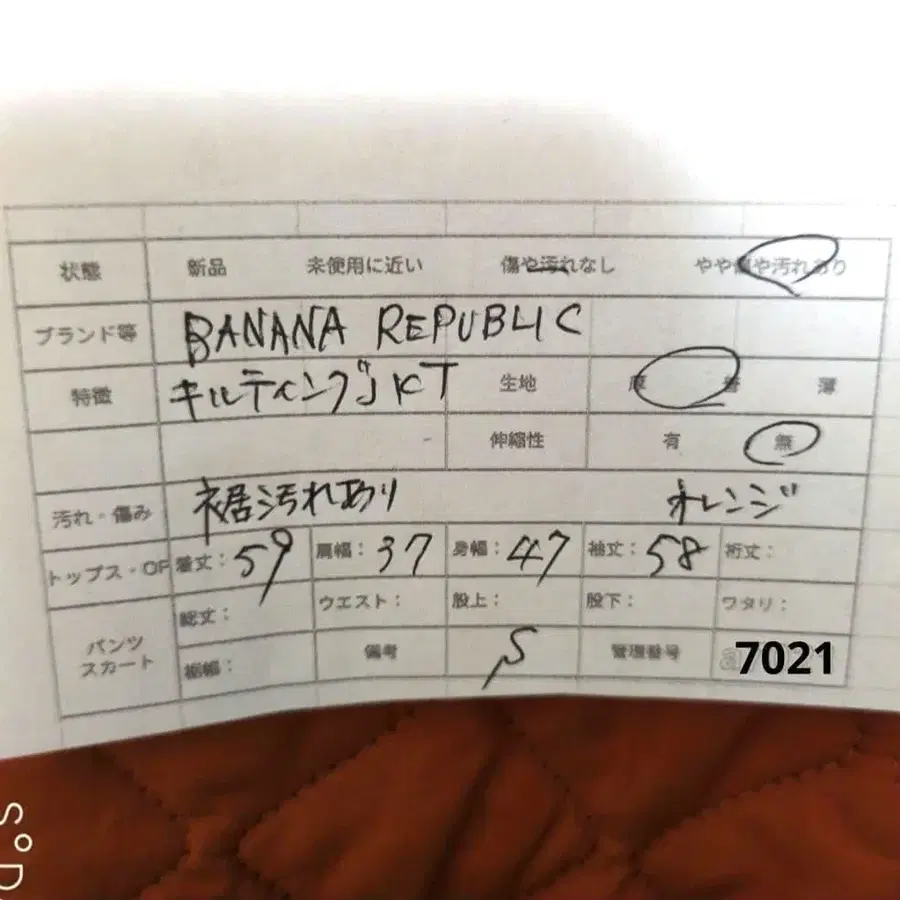 状態 新品 未使用に近い 傷や汚れなし やや傷や汚れあり
ブランド等 BANANA REPUBLIC
特徴 キルティングJKT 生地 厚 普 薄
伸縮性 有 無
汚れ・傷み 裾汚れあり オレンジ
トップス・OP 着丈: 59 肩幅: 37 身幅: 47 袖丈: 58 裄丈:
パンツ 総丈: ウエスト: 股上: 股下: ワタリ:
スカート 裾幅: 備考 S 管理番号 7021